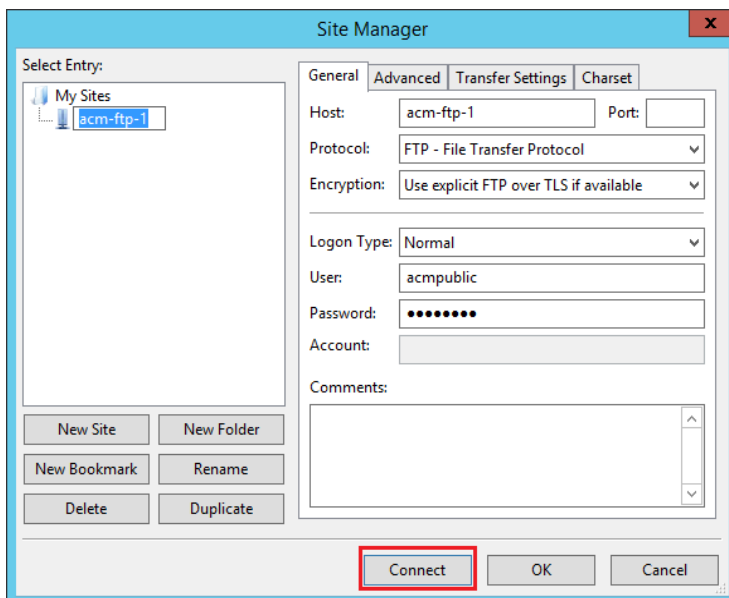 Site Manager
x
Select Entry:
My Sites
acm-ftp-1
New Site
New Folder
New Bookmark
Rename
Delete
Duplicate
General
Advanced
Transfer Settings
Charset
Host:
acm-ftp-1
Port:
Protocol:
FTP - File Transfer Protocol
Encryption:
Use explicit FTP over TLS if available
Logon Type:
Normal
User:
acmpublic
Password:
●●●●●●●●
Account:
Comments:
Connect
OK
Cancel